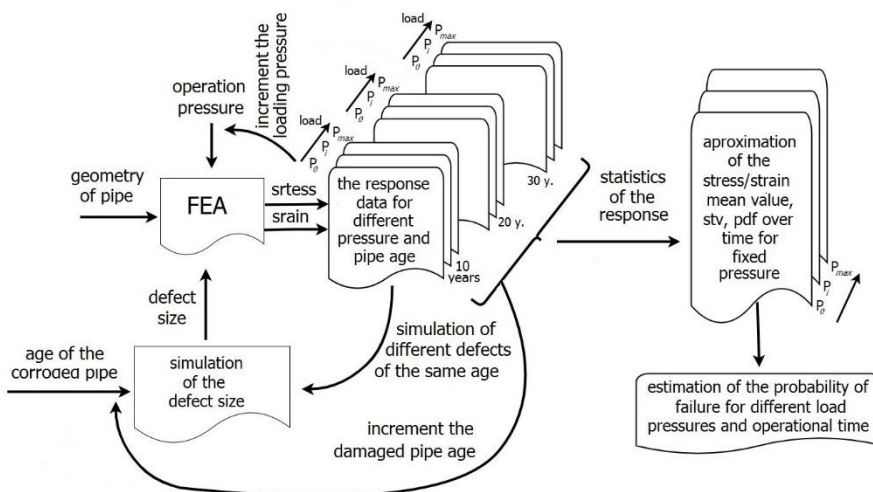 operation
pressure
increment the
loading pressure
load
P0
Pi
Pmax
load
P0
Pi
Pmax
load
P0
Pi
Pmax
geometry
of pipe
FEA
srtess
srain
the response
data for
different
pressure and
pipe age
10
years
20 y.
30 y.
statistics
of the
response
aproximation
of the
stress/strain
mean value,
stv, pdf over
time for
fixed
pressure
P0
Pi
Pmax
defect
size
age of the
corroded pipe
simulation
of the
defect size
simulation of
different defects
of the same age
increment the
damaged pipe age
estimation of the probability of
failure for different load
pressures and operational time